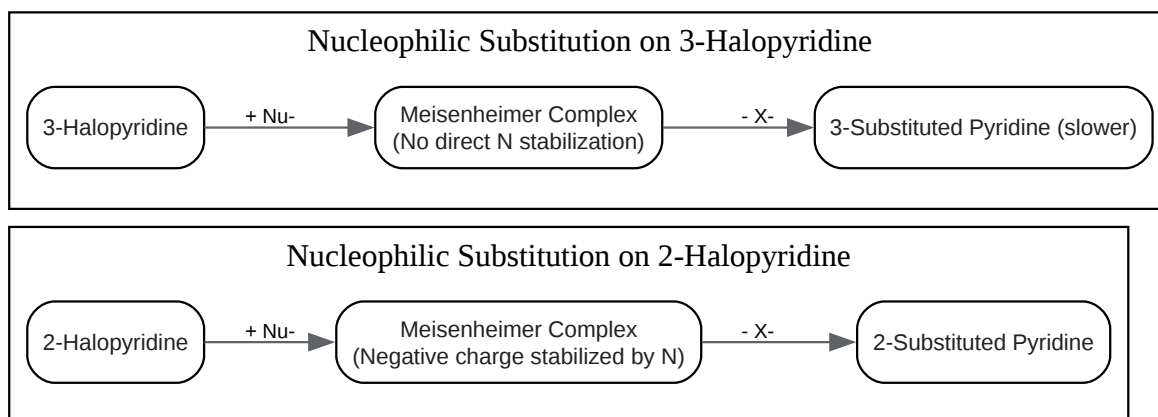 Nucleophilic Substitution on 3-Halopyridine
3-Halopyridine
+ Nu-
Meisenheimer Complex
(No direct N stabilization)
- X-
3-Substituted Pyridine (slower)
Nucleophilic Substitution on 2-Halopyridine
2-Halopyridine
+ Nu-
Meisenheimer Complex
(Negative charge stabilized by N)
- X-
2-Substituted Pyridine